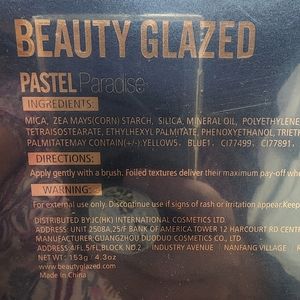 BEAUTY GLAZED
PASTEL Paradise
INGREDIENTS:
MICA, ZEA MAYS(CORN) STARCH, SILICA, MINERAL OIL, POLYETHYLENE
TETRAISOSTEARATE, ETHYLHEXYL PALMITATE, PHENOXYETHANOL, TRIET
PALMITATEMAY CONTAIN(+/-):YELLOW5, BLUE1, CI77499, CI77891,
DIRECTIONS:
Apply gently with a brush. Foiled textures deliver their maximum pay-off whe
WARNING:
For external use only. Discontinue use if signs of rash or irritation appear.Keep
DISTRIBUTED BY:JC(HK) INTERNATIONAL COSMETICS LTD
ADDRESS: UNIT 2508A,25/F BANK OF AMERICA TOWER 12 HARCOURT RD CENTR
MANUFACTURER:GUANGZHOU DUODUO COSMETICS CO.,LTD
ADDRESS:4/FL.5/FL,BLOCK NO.2 INDUSTRY AVENUE NANFANG VILLAGE
NET WT: 153g / 4.3oz
www.beautyglazed.com
MADE IN CHINA